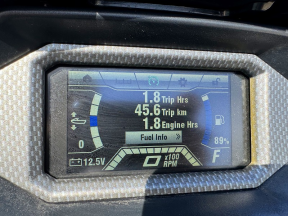 1.8 Trip Hrs
45.6 Trip km
1.8 Engine Hrs
Fuel Info
0
89%
12.5V
0 x100 RPM
F